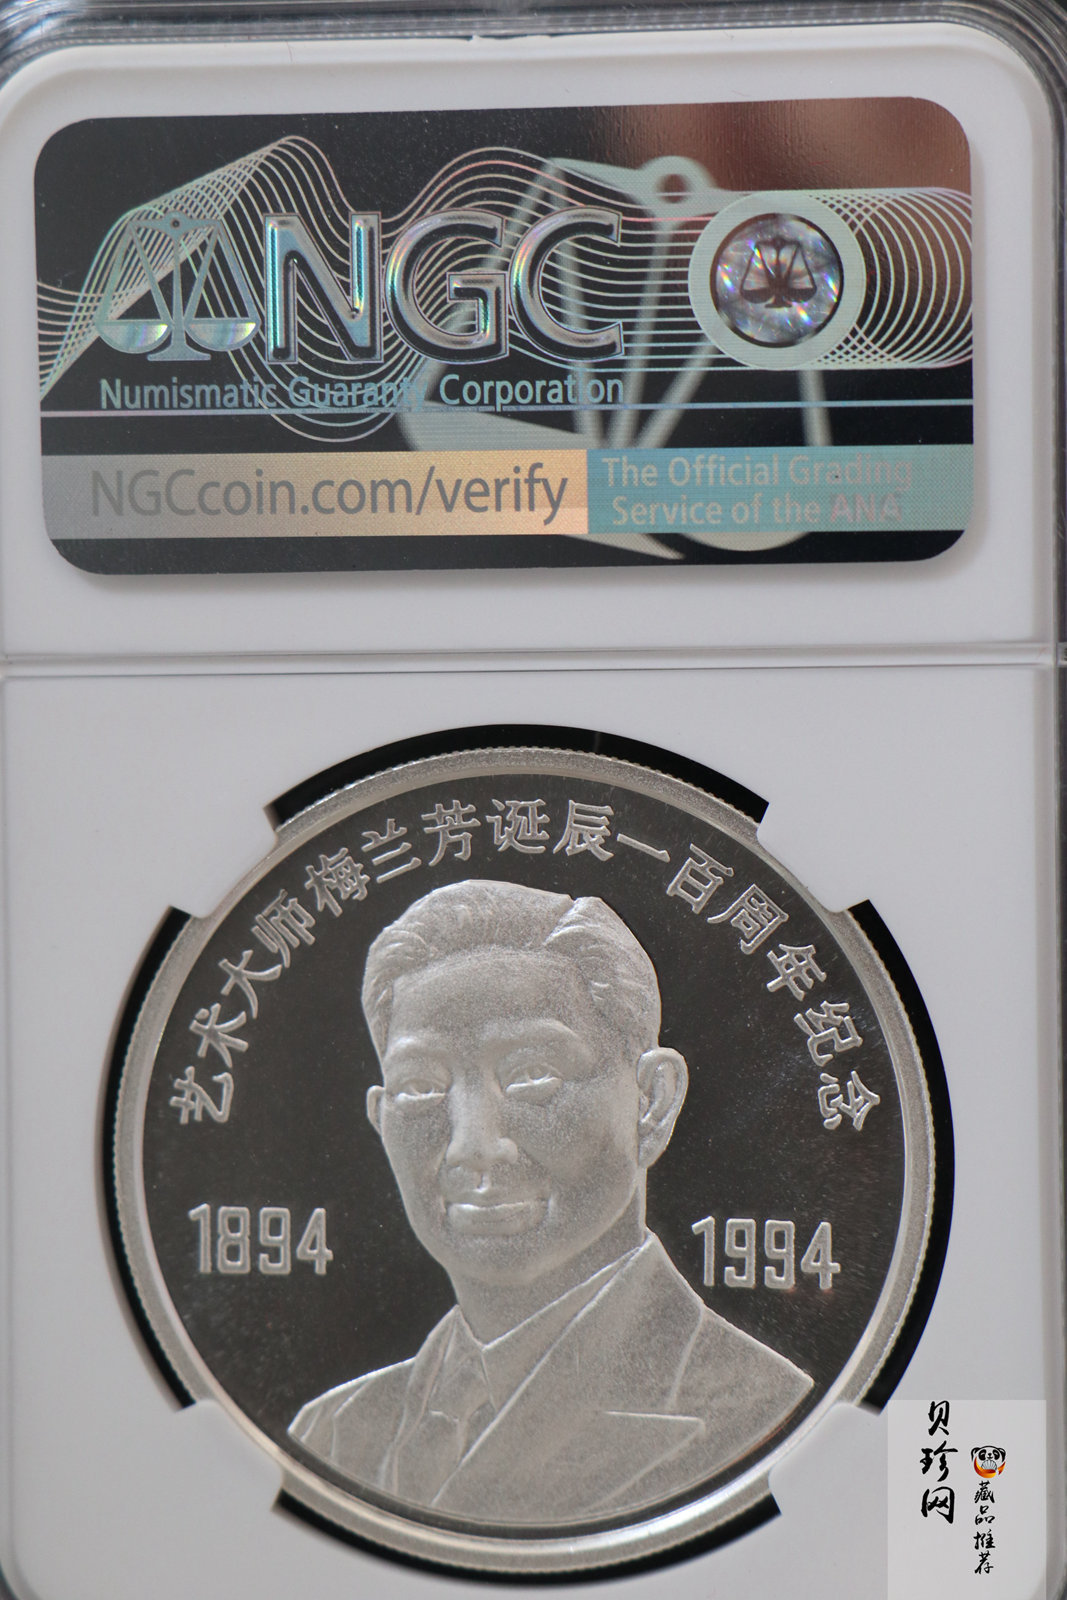 NGC
Numismatic Guaranty Corporation
NGCcoin.com/verify
The Official Grading
Service of the ANA
艺术大师梅兰芳诞辰一百周年纪念
1894
1994
贝珍网
藏品推荐